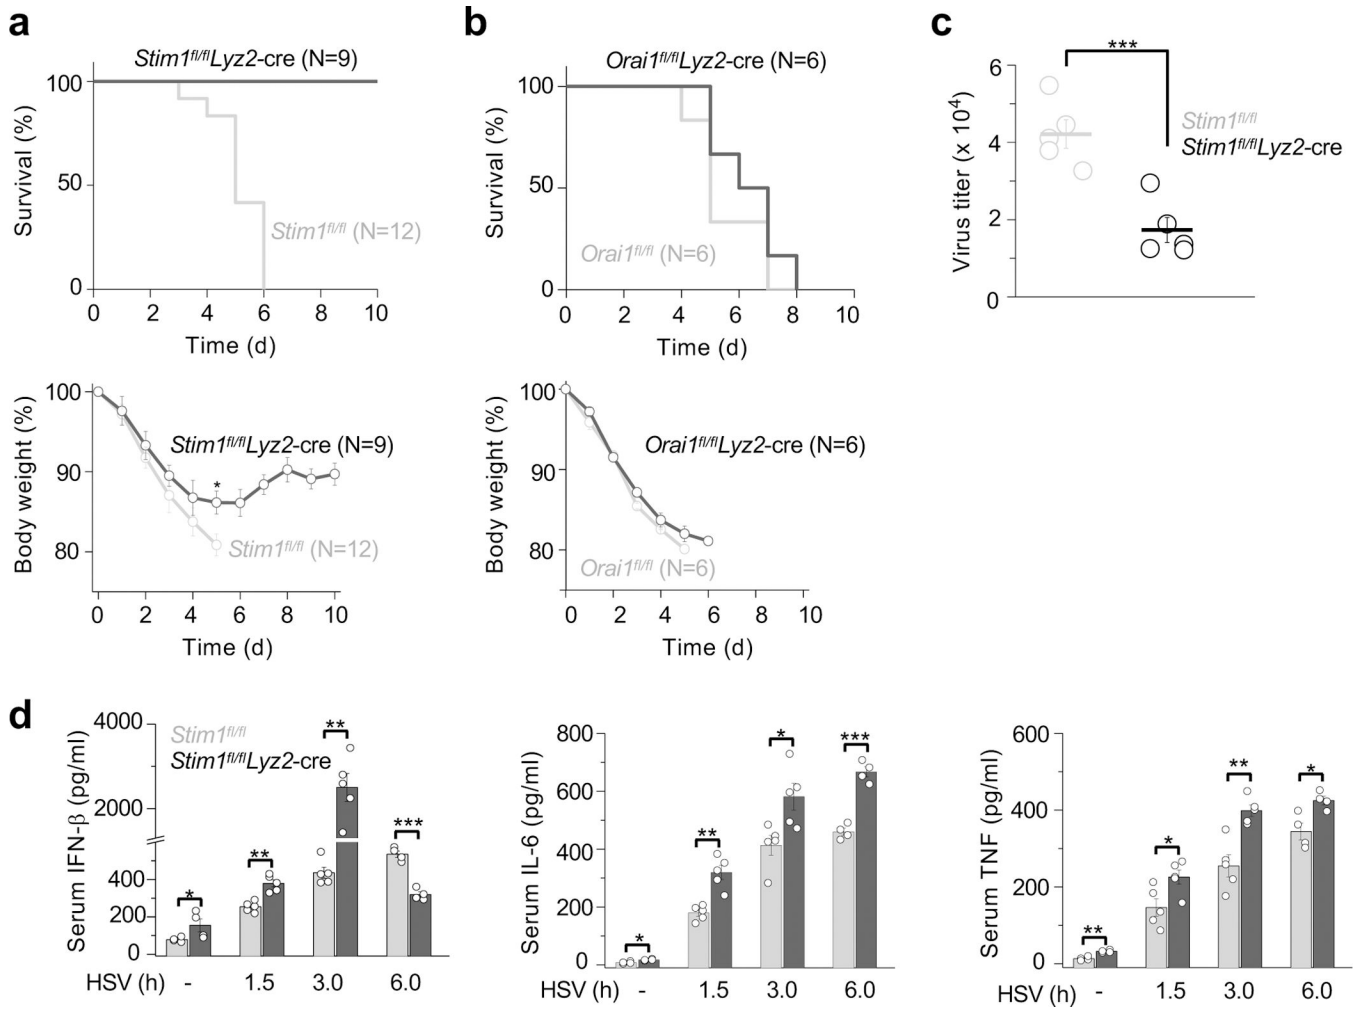 a
Stim1fl/flLyz2-cre (N=9)
Survival (%)
100
50
0
Stim1fl/fl (N=12)
0 2 4 6 8 10
Time (d)
Body weight (%)
100
90
80
Stim1fl/flLyz2-cre (N=9)
*
Stim1fl/fl (N=12)
0 2 4 6 8 10
Time (d)
b
Orai1fl/flLyz2-cre (N=6)
Survival (%)
100
50
0
Orai1fl/fl (N=6)
0 2 4 6 8 10
Time (d)
Body weight (%)
100
90
80
Orai1fl/flLyz2-cre (N=6)
Orai1fl/fl (N=6)
0 2 4 6 8 10
Time (d)
c
***
Virus titer (x 10⁴)
6
4
2
0
Stim1fl/fl
Stim1fl/flLyz2-cre
d
Serum IFN-β (pg/ml)
4000
2000
400
200
0
Stim1fl/fl
Stim1fl/flLyz2-cre
* ** ** ***
HSV (h) - 1.5 3.0 6.0
Serum IL-6 (pg/ml)
800
600
400
200
0
* ** * ***
HSV (h) - 1.5 3.0 6.0
Serum TNF (pg/ml)
600
400
200
0
** * ** *
HSV (h) - 1.5 3.0 6.0